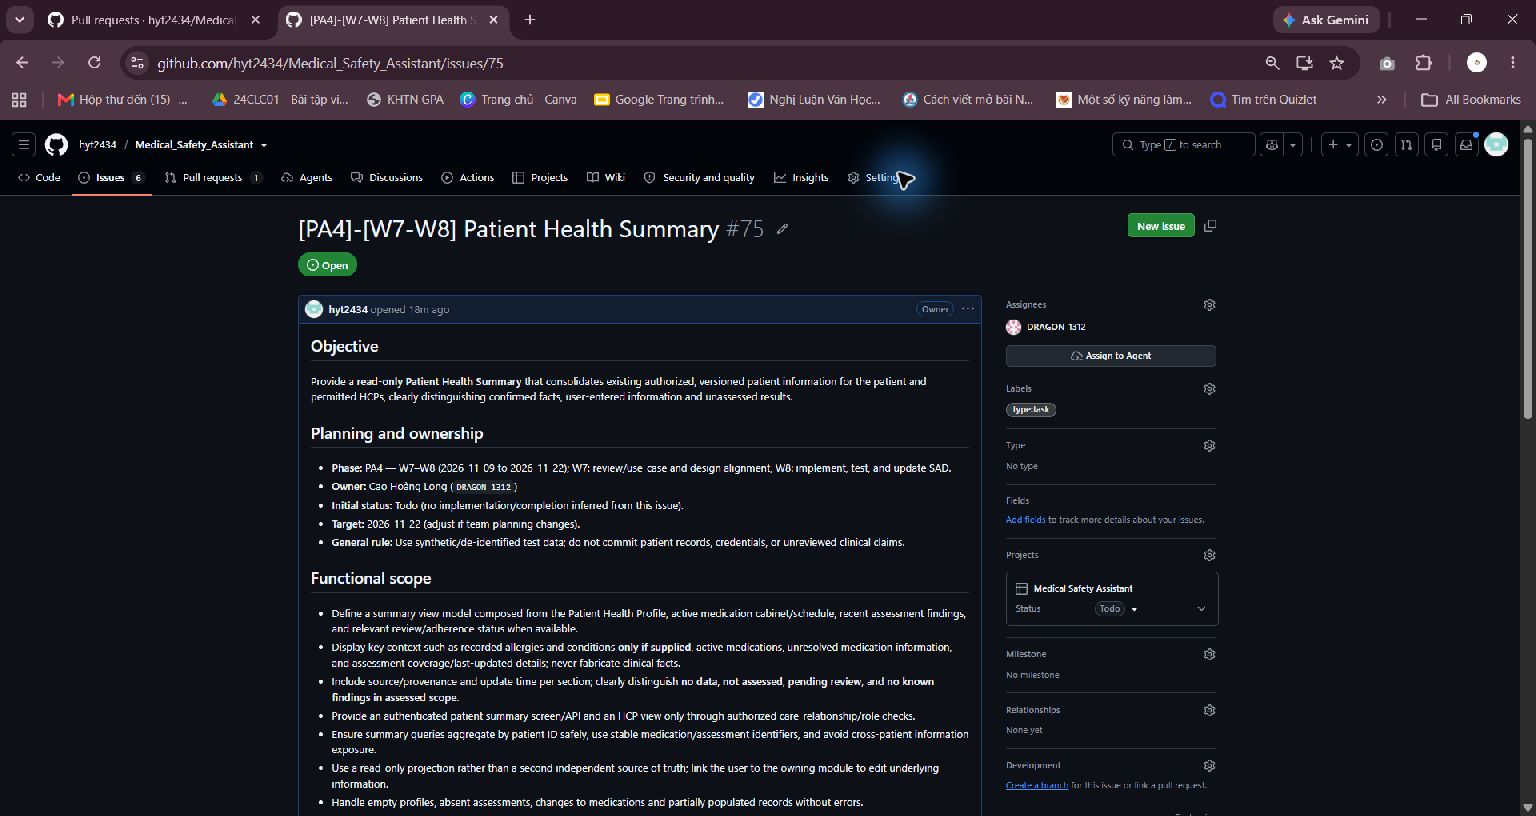 Pull requests · hyt2434/Medical
[PA4]-[W7-W8] Patient Health S
Ask Gemini
github.com/hyt2434/Medical_Safety_Assistant/issues/75
Hộp thư đến (15) ...
24CLC01 Bài tập vi...
KHTN GPA
Trang chủ Canva
Google Trang trình...
Nghị Luận Văn Học...
Cách viết mở bài N...
Một số kỹ năng làm...
Tìm trên Quizlet
All Bookmarks
hyt2434 / Medical_Safety_Assistant
Type / to search
Code
Issues 6
Pull requests 1
Agents
Discussions
Actions
Projects
Wiki
Security and quality
Insights
Setting
[PA4]-[W7-W8] Patient Health Summary #75
New issue
Open
hyt2434 opened 18m ago
Owner
Objective
Provide a read-only Patient Health Summary that consolidates existing authorized, versioned patient information for the patient and
permitted HCPs, clearly distinguishing confirmed facts, user-entered information and unassessed results.
Planning and ownership
• Phase: PA4 — W7–W8 (2026-11-09 to 2026-11-22); W7: review/use-case and design alignment, W8: implement, test, and update SAD.
• Owner: Cao Hoàng Long (DRAGON-1312)
• Initial status: Todo (no implementation/completion inferred from this issue).
• Target: 2026-11-22 (adjust if team planning changes).
• General rule: Use synthetic/de-identified test data; do not commit patient records, credentials, or unreviewed clinical claims.
Functional scope
• Define a summary view model composed from the Patient Health Profile, active medication cabinet/schedule, recent assessment findings,
and relevant review/adherence status when available.
• Display key context such as recorded allergies and conditions only if supplied, active medications, unresolved medication information,
and assessment coverage/last-updated details; never fabricate clinical facts.
• Include source/provenance and update time per section; clearly distinguish no data, not assessed, pending review, and no known
findings in assessed scope.
• Provide an authenticated patient summary screen/API and an HCP view only through authorized care-relationship/role checks.
• Ensure summary queries aggregate by patient ID safely, use stable medication/assessment identifiers, and avoid cross-patient information
exposure.
• Use a read-only projection rather than a second independent source of truth; link the user to the owning module to edit underlying
information.
• Handle empty profiles, absent assessments, changes to medications and partially populated records without errors.
Assignees
DRAGON-1312
Assign to Agent
Labels
type:task
Type
No type
Fields
Add fields to track more details about your issues.
Projects
Medical Safety Assistant
Status Todo
Milestone
No milestone
Relationships
None yet
Development
Create a branch for this issue or link a pull request.